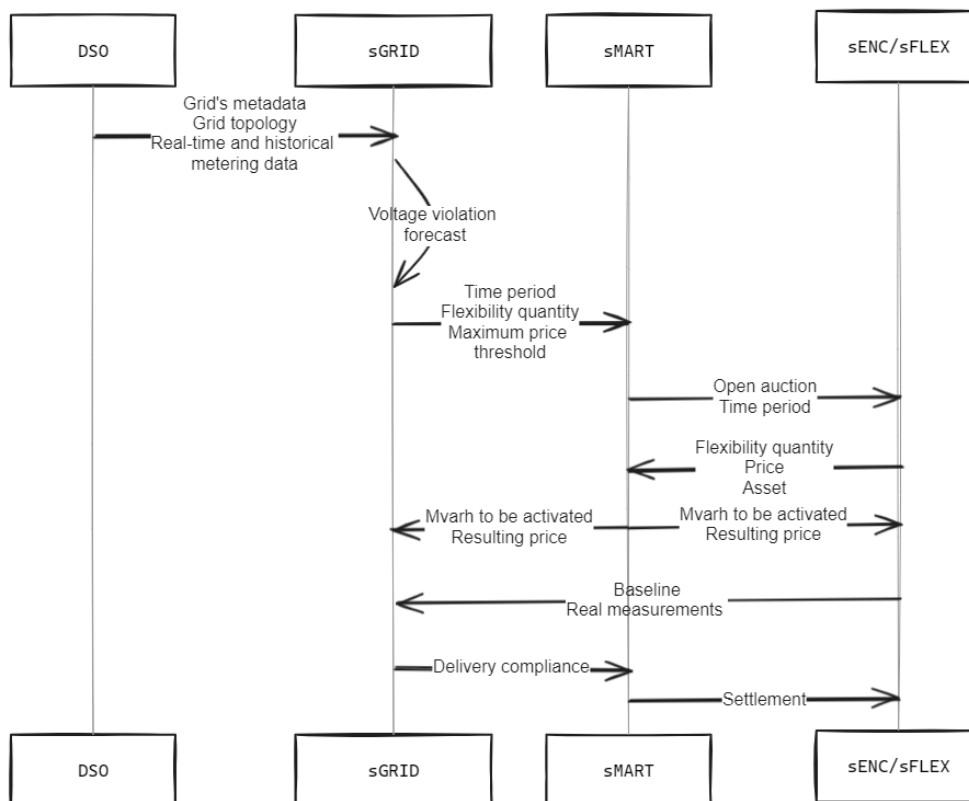 DSO
sGRID
sMART
sENC/sFLEX
Grid's metadata
Grid topology
Real-time and historical
metering data
Voltage violation
forecast
Time period
Flexibility quantity
Maximum price
threshold
Open auction
Time period
Flexibility quantity
Price
Asset
Mvarh to be activated
Resulting price
Mvarh to be activated
Resulting price
Baseline
Real measurements
Delivery compliance
Settlement
DSO
sGRID
sMART
sENC/sFLEX